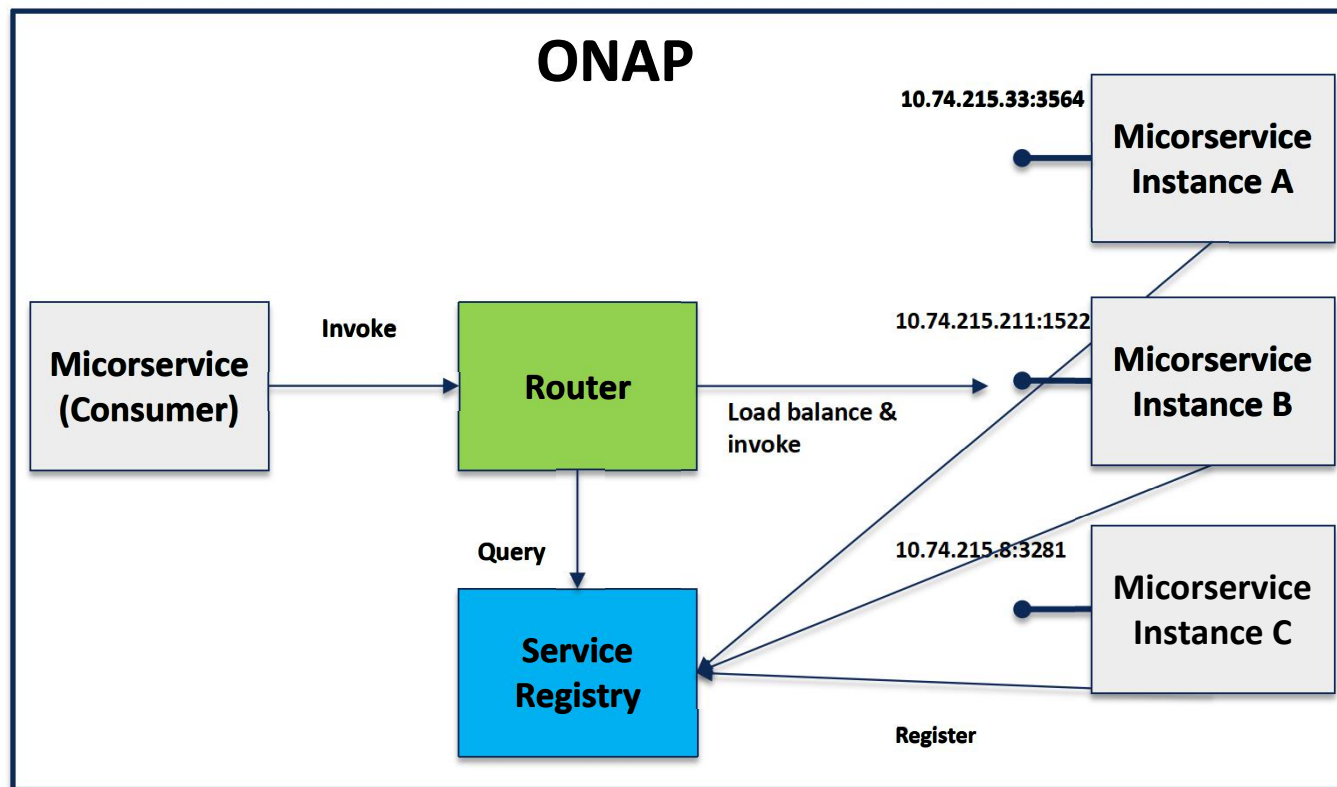 ONAP
10.74.215.33:3564
Micorservice
Instance A
Invoke
10.74.215.211:1522
Micorservice
(Consumer)
Router
Micorservice
Instance B
Load balance &
invoke
Query
10.74.215.8:3281
Micorservice
Instance C
Service
Registry
Register